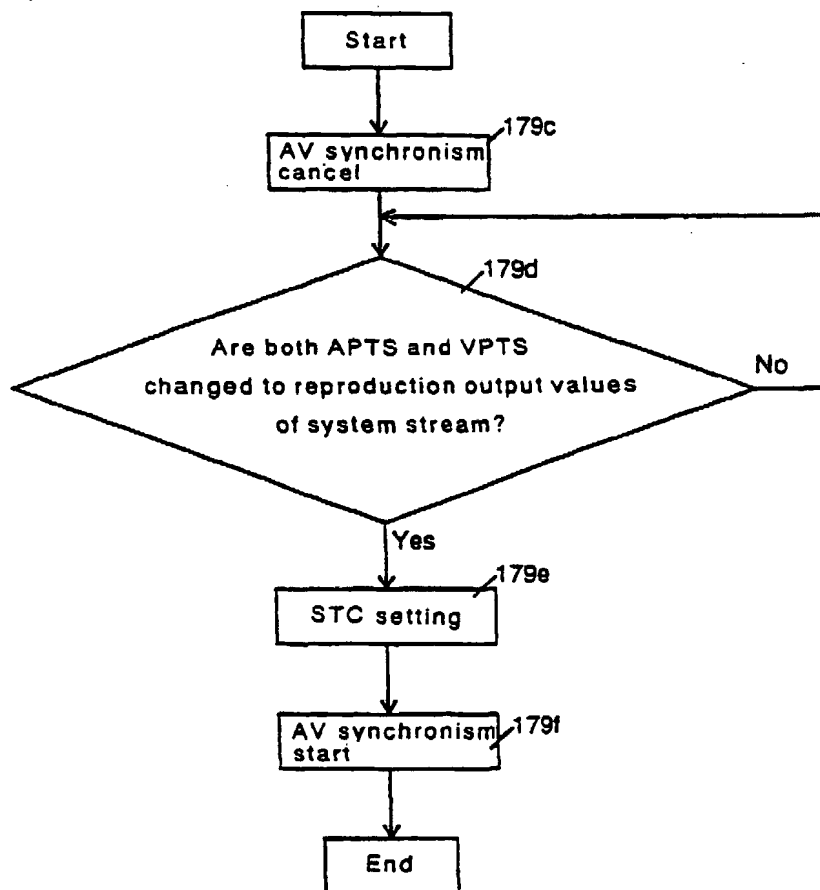 Start
179c
AV synchronism
cancel
179d
Are both APTS and VPTS
changed to reproduction output values
of system stream?
No
Yes
179e
STC setting
179f
AV synchronism
start
End